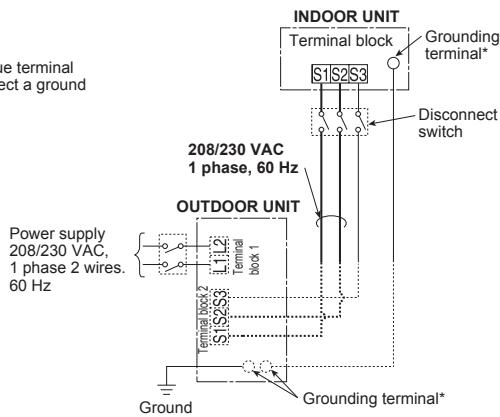 INDOOR UNIT
Terminal block
Grounding
terminal*
ue terminal
ect a ground
S1 S2 S3
Disconnect
switch
208/230 VAC
1 phase, 60 Hz
OUTDOOR UNIT
Power supply
208/230 VAC,
1 phase 2 wires.
60 Hz
L1 L2
Terminal
block 1
Terminal block 2
S1 S2 S3
Ground
Grounding terminal*